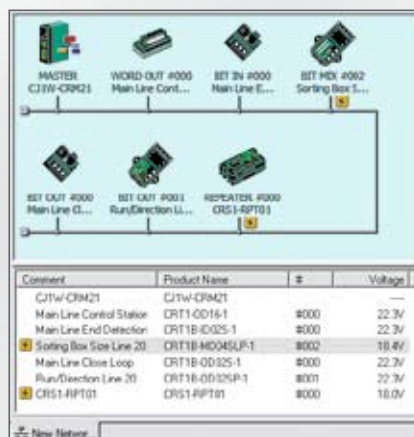 MASTER WORD OUT #000 BIT IN #000 BIT MIX #002
CJ1W-CRM21 Main Line Cont... Main Line E... Sorting Box S...
BIT OUT #000 BIT OUT #001 REPEATER #000
Main Line Cl... Run/Direction Li... CRS1-RPT01
Comment Product Name # Voltage
CJ1W-CRM21 CJ1W-CRM21 ----
Main Line Control Station CRT1-OD16-1 #000 22.3V
Main Line End Detection CRT1B-ID02S-1 #000 22.3V
Sorting Box Size Line 20 CRT1B-MD04SLP-1 #002 18.4V
Main Line Close Loop CRT1B-OD32S-1 #000 22.3V
Run/Direction Line 20 CRT1B-OD32SP-1 #001 22.3V
CRS1-RPT01 CRS1-RPT01 #000 18.0V
New Networ